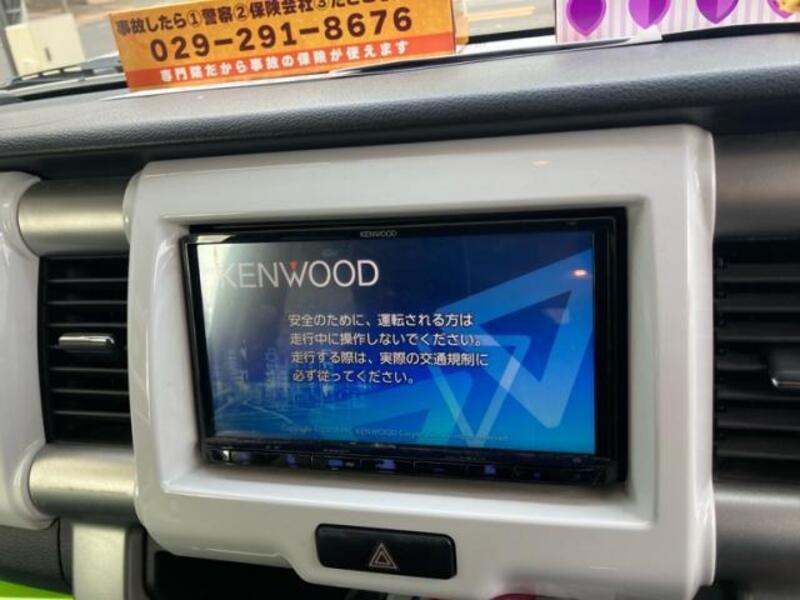 事故したら①警察②保険会社③
029-291-8676
専門院だから事故の保険が使えます
KENWOOD
KENWOOD
安全のために、運転される方は
走行中に操作しないでください。
走行する際は、実際の交通規制に
必ず従ってください。
Copyright KENWOOD